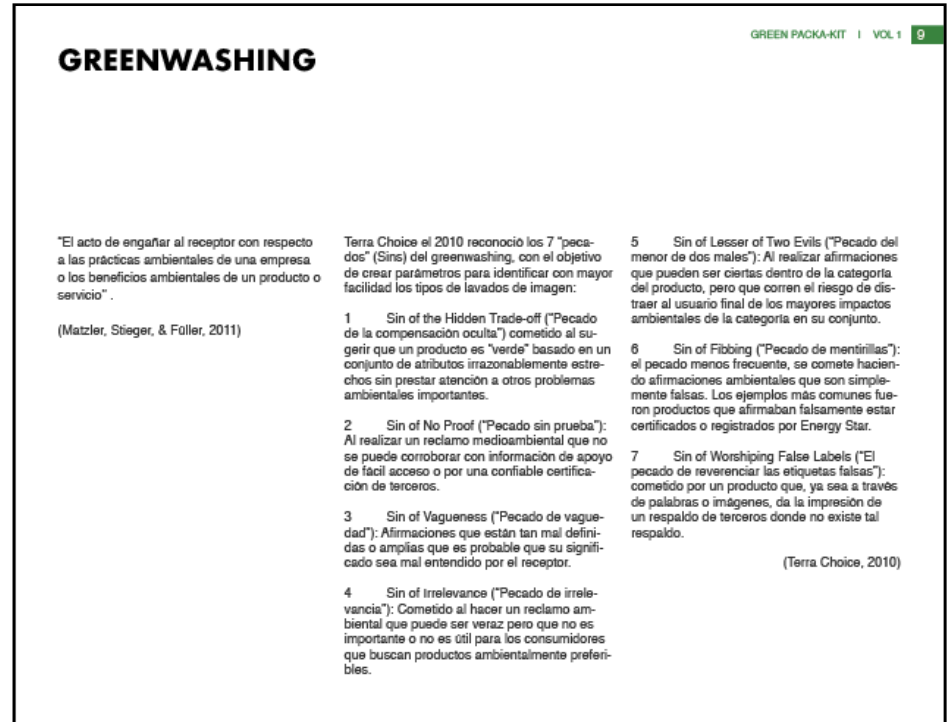 GREEN PACKA-KIT | VOL 1 9
GREENWASHING
"El acto de engañar al receptor con respecto
a las prácticas ambientales de una empresa
o los beneficios ambientales de un producto o
servicio" .
(Matzler, Stieger, & Füller, 2011)
Terra Choice el 2010 reconoció los 7 "peca-
dos" (Sins) del greenwashing, con el objetivo
de crear parámetros para identificar con mayor
facilidad los tipos de lavados de imagen:
1 Sin of the Hidden Trade-off ("Pecado
de la compensación oculta") cometido al su-
gerir que un producto es "verde" basado en un
conjunto de atributos irrazonablemente estre-
chos sin prestar atención a otros problemas
ambientales importantes.
2 Sin of No Proof ("Pecado sin prueba"):
Al realizar un reclamo medioambiental que no
se puede corroborar con información de apoyo
de fácil acceso o por una confiable certifica-
ción de terceros.
3 Sin of Vagueness ("Pecado de vague-
dad"): Afirmaciones que están tan mal defini-
das o amplias que es probable que su signifi-
cado sea mal entendido por el receptor.
4 Sin of Irrelevance ("Pecado de irrele-
vancia"): Cometido al hacer un reclamo am-
biental que puede ser veraz pero que no es
importante o no es útil para los consumidores
que buscan productos ambientalmente preferi-
bles.
5 Sin of Lesser of Two Evils ("Pecado del
menor de dos males"): Al realizar afirmaciones
que pueden ser ciertas dentro de la categoría
del producto, pero que corren el riesgo de dis-
traer al usuario final de los mayores impactos
ambientales de la categoría en su conjunto.
6 Sin of Fibbing ("Pecado de mentirillas"):
el pecado menos frecuente, se comete hacien-
do afirmaciones ambientales que son simple-
mente falsas. Los ejemplos más comunes fue-
ron productos que afirmaban falsamente estar
certificados o registrados por Energy Star.
7 Sin of Worshiping False Labels ("El
pecado de reverenciar las etiquetas falsas"):
cometido por un producto que, ya sea a través
de palabras o imágenes, da la impresión de
un respaldo de terceros donde no existe tal
respaldo.
(Terra Choice, 2010)